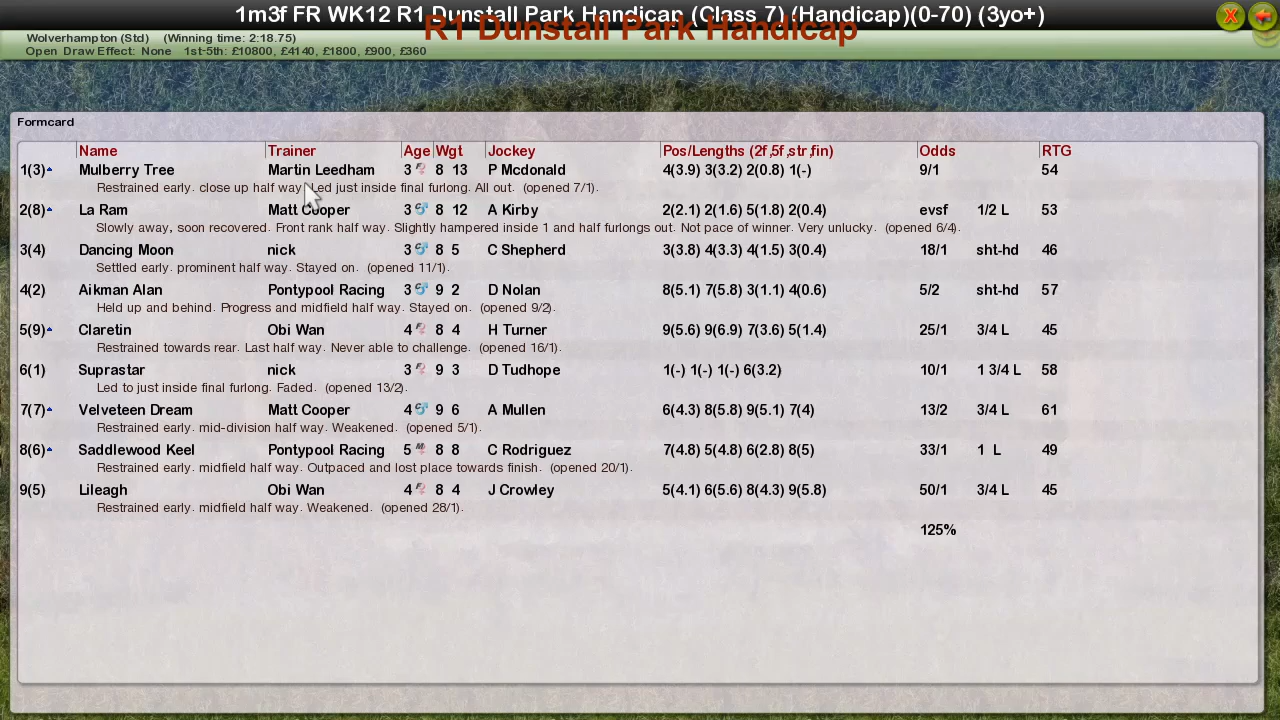 1m3f FR WK12 R1 Dunstall Park Handicap (Class 7) (Handicap)(0-70) (3yo+)
R1 Dunstall Park Handicap
Wolverhampton (Std) (Winning time: 2:18.75)
Open Draw Effect: None 1st-5th: £10800, £4140, £1800, £900, £360
Formcard
Name Trainer Age Wgt Jockey Pos/Lengths (2f,5f,str,fin) Odds RTG
1(3) Mulberry Tree Martin Leedham 3 8 13 P Mcdonald 4(3.9) 3(3.2) 2(0.8) 1(-) 9/1 54
Restrained early. close up half way. Led just inside final furlong. All out. (opened 7/1).
2(8) La Ram Matt Cooper 3 8 12 A Kirby 2(2.1) 2(1.6) 5(1.8) 2(0.4) evsf 1/2 L 53
Slowly away, soon recovered. Front rank half way. Slightly hampered inside 1 and half furlongs out. Not pace of winner. Very unlucky. (opened 6/4).
3(4) Dancing Moon nick 3 8 5 C Shepherd 3(3.8) 4(3.3) 4(1.5) 3(0.4) 18/1 sht-hd 46
Settled early. prominent half way. Stayed on. (opened 11/1).
4(2) Aikman Alan Pontypool Racing 3 9 2 D Nolan 8(5.1) 7(5.8) 3(1.1) 4(0.6) 5/2 sht-hd 57
Held up and behind. Progress and midfield half way. Stayed on. (opened 9/2).
5(9) Claretin Obi Wan 4 8 4 H Turner 9(5.6) 9(6.9) 7(3.6) 5(1.4) 25/1 3/4 L 45
Restrained towards rear. Last half way. Never able to challenge. (opened 16/1).
6(1) Suprastar nick 3 9 3 D Tudhope 1(-) 1(-) 1(-) 6(3.2) 10/1 1 3/4 L 58
Led to just inside final furlong. Faded. (opened 13/2).
7(7) Velveteen Dream Matt Cooper 4 9 6 A Mullen 6(4.3) 8(5.8) 9(5.1) 7(4) 13/2 3/4 L 61
Restrained early. mid-division half way. Weakened. (opened 5/1).
8(6) Saddlewood Keel Pontypool Racing 5 8 8 C Rodriguez 7(4.8) 5(4.8) 6(2.8) 8(5) 33/1 1 L 49
Restrained early. midfield half way. Outpaced and lost place towards finish. (opened 20/1).
9(5) Lileagh Obi Wan 4 8 4 J Crowley 5(4.1) 6(5.6) 8(4.3) 9(5.8) 50/1 3/4 L 45
Restrained early. midfield half way. Weakened. (opened 28/1).
125%